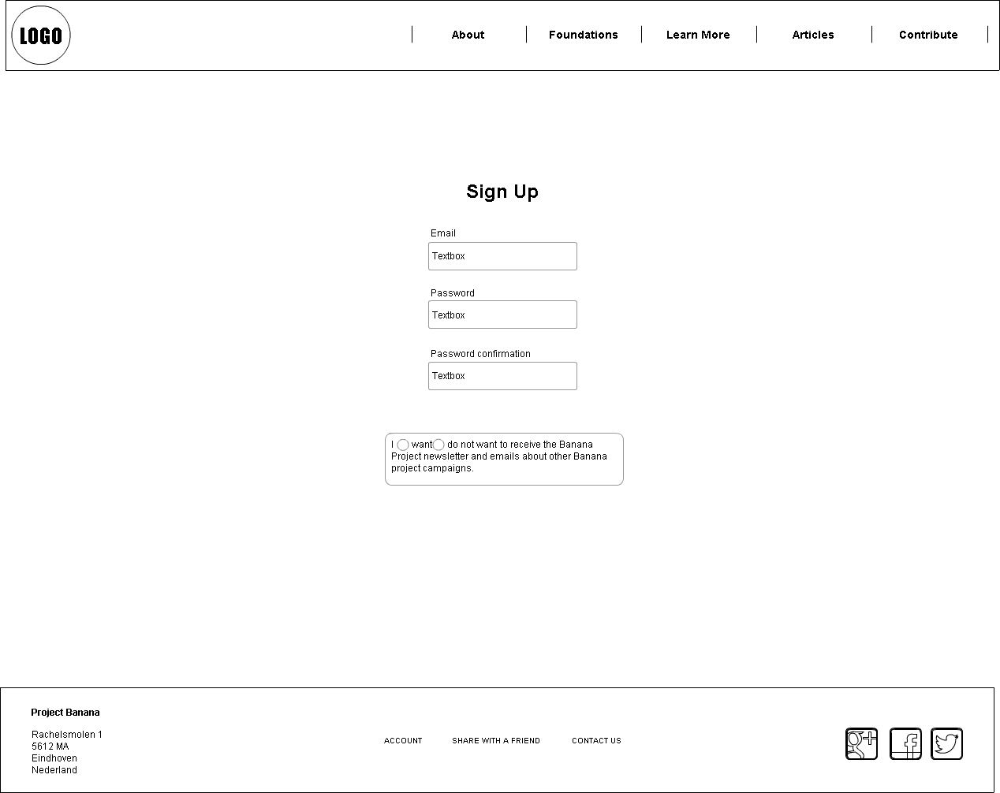 LOGO
About
Foundations
Learn More
Articles
Contribute
Sign Up
Email
Textbox
Password
Textbox
Password confirmation
Textbox
I want do not want to receive the Banana
Project newsletter and emails about other Banana
project campaigns.
Project Banana
Rachelsmolen 1
5612 MA
Eindhoven
Nederland
ACCOUNT
SHARE WITH A FRIEND
CONTACT US